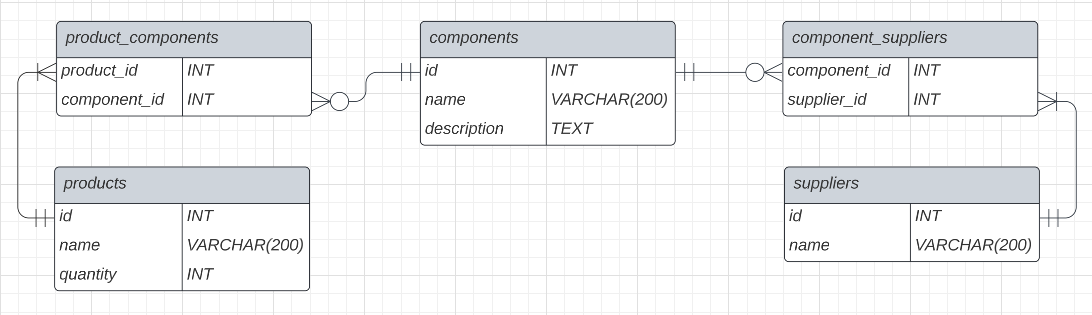 product_components
product_id INT
component_id INT
components
id INT
name VARCHAR(200)
description TEXT
component_suppliers
component_id INT
supplier_id INT
products
id INT
name VARCHAR(200)
quantity INT
suppliers
id INT
name VARCHAR(200)